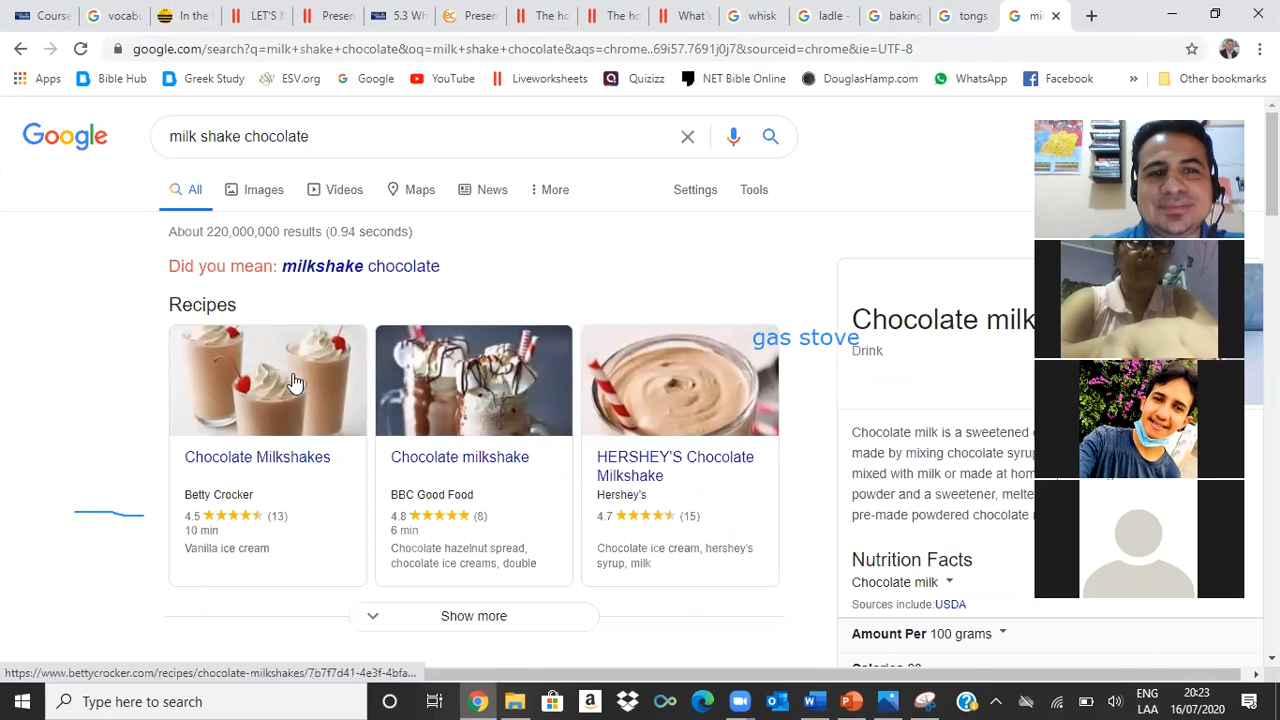 Course
vocabu
In the
LET'S M
Presen
5.3 W
Presen
The ho
The ho
What's
whisk
ladle -
baking
tongs
mil
google.com/search?q=milk+shake+chocolate&oq=milk+shake+chocolate&aqs=chrome..69i57.7691j0j7&sourceid=chrome&ie=UTF-8
Apps
Bible Hub
Greek Study
ESV.org
Google
YouTube
Liveworksheets
Quizizz
NET Bible Online
DouglasHamp.com
WhatsApp
Facebook
»
Other bookmarks
Google
milk shake chocolate
All
Images
Videos
Maps
News
More
Settings
Tools
About 220,000,000 results (0.94 seconds)
Did you mean: milkshake chocolate
Recipes
Chocolate Milkshakes
Betty Crocker
4.5 (13)
10 min
Vanilla ice cream
Chocolate milkshake
BBC Good Food
4.8 (8)
6 min
Chocolate hazelnut spread,
chocolate ice creams, double
HERSHEY'S Chocolate
Milkshake
Hershey's
4.7 (15)
Chocolate ice cream, hershey's
syrup, milk
Show more
gas stove
Chocolate milk
Drink
Chocolate milk is a sweetened
made by mixing chocolate syru
mixed with milk or made at hom
powder and a sweetener, melte
pre-made powdered chocolate
Nutrition Facts
Chocolate milk
Sources include: USDA
Amount Per 100 grams
https://www.bettycrocker.com/recipes/chocolate-milkshakes/7b7f7d41-4e3f-4bfa...
Type here to search
ENG
LAA
20:23
16/07/2020